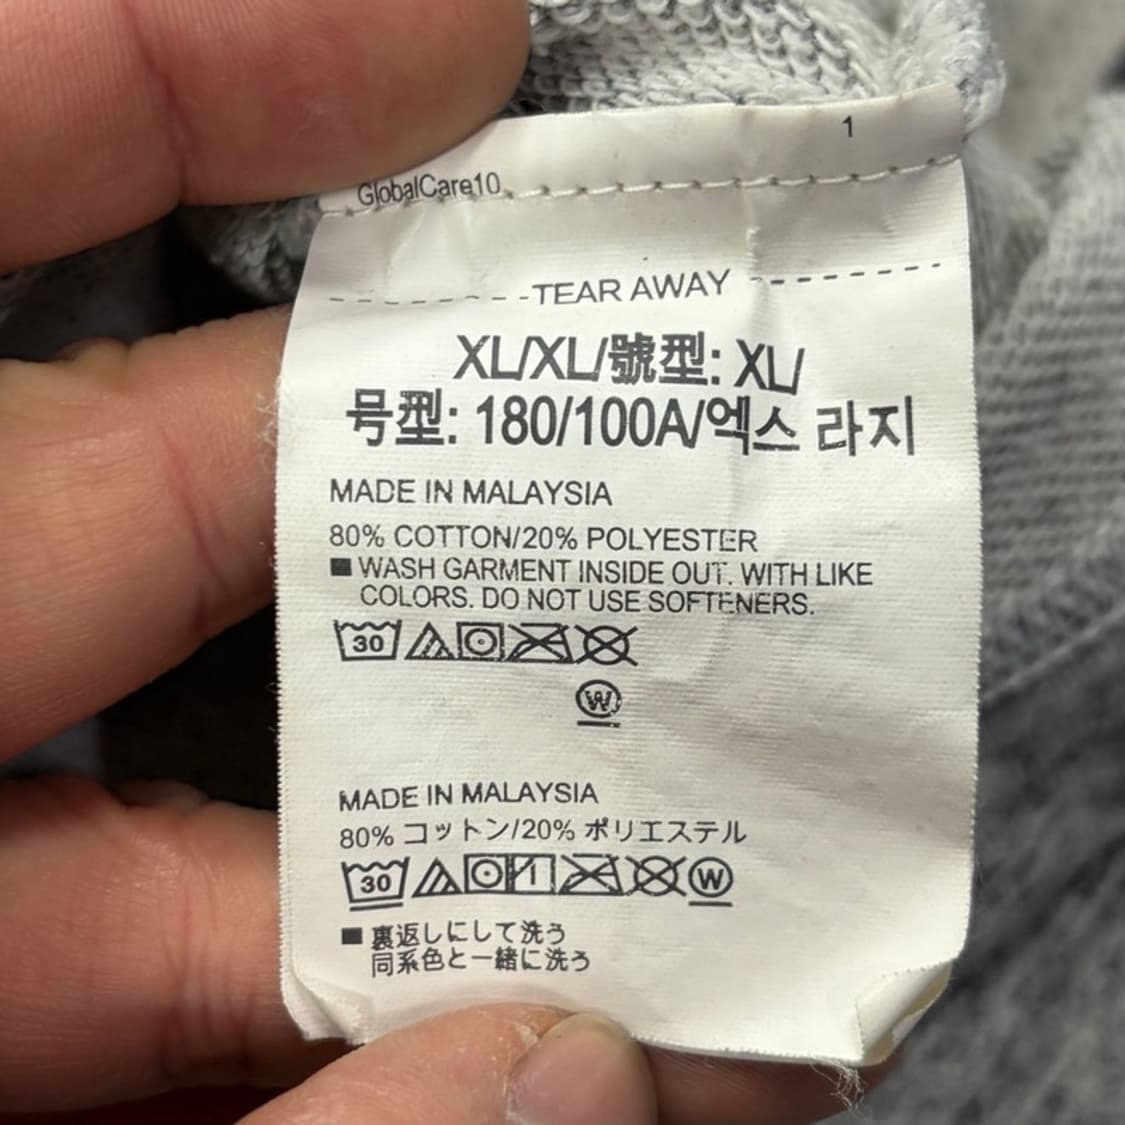 1
GlobalCare10
TEAR AWAY
XL/XL/號型: XL/
号型: 180/100A/엑스 라지
MADE IN MALAYSIA
80% COTTON/20% POLYESTER
■ WASH GARMENT INSIDE OUT. WITH LIKE
COLORS. DO NOT USE SOFTENERS.
30
W
MADE IN MALAYSIA
80% コットン/20% ポリエステル
30 W
■ 裏返しにして洗う
同系色と一緒に洗う